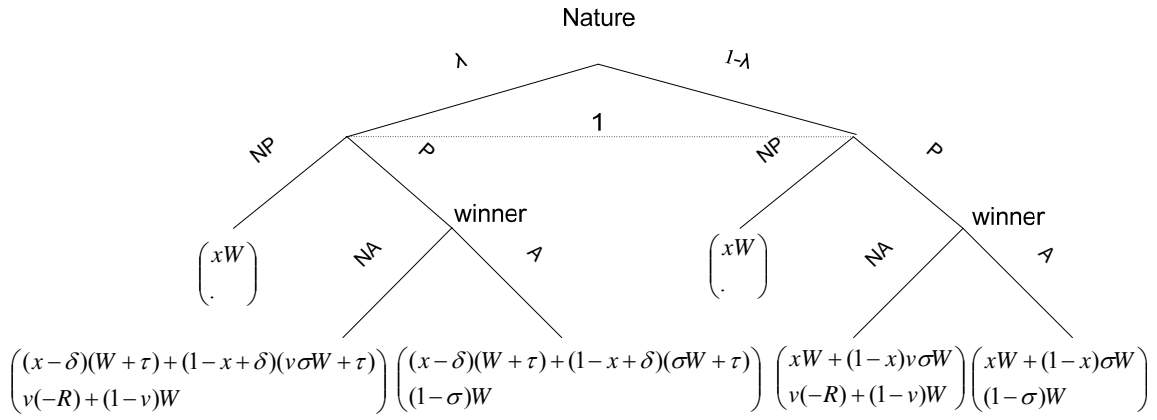 Nature
λ
1-λ
1
NP
P
NP
P
winner
winner
NA
A
NA
A
xW
.
xW
.
(x−δ)(W+τ)+(1−x+δ)(vσW+τ)
v(−R)+(1−v)W
(x−δ)(W+τ)+(1−x+δ)(σW+τ)
(1−σ)W
xW+(1−x)vσW
v(−R)+(1−v)W
xW+(1−x)σW
(1−σ)W